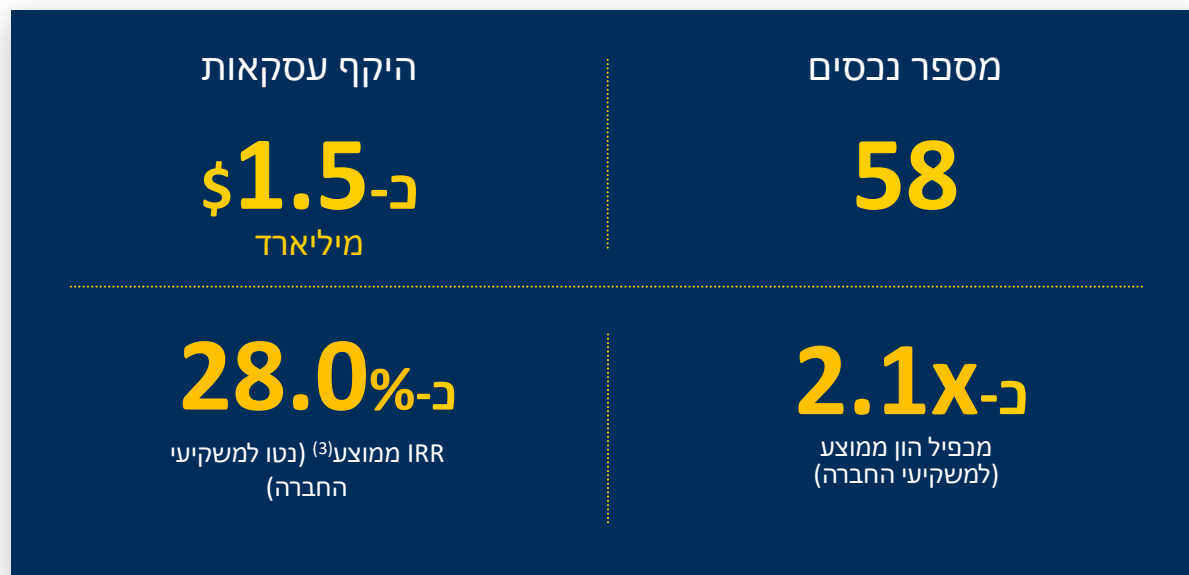 מספר נכסים
58
היקף עסקאות
כ-1.5$
מיליארד
כ-2.1x
מכפיל הון ממוצע
(למשקיעי החברה)
כ-28.0%
IRR ממוצע(3) (נטו למשקיעי
החברה)